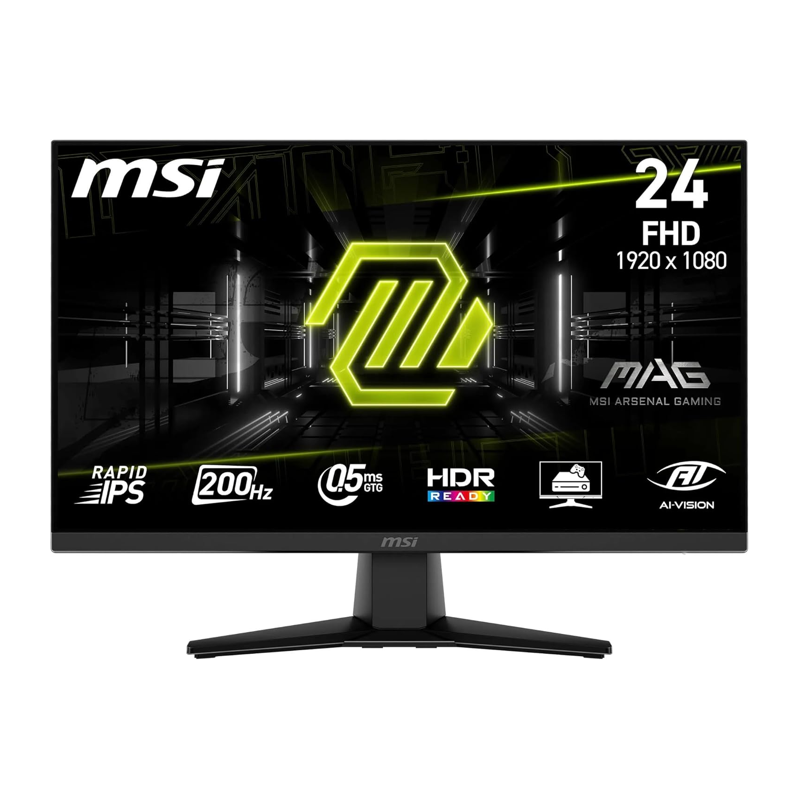 msi
24
FHD
1920 x 1080
MAG
MSI ARSENAL GAMING
RAPID
IPS
200Hz
0.5ms
GTG
HDR
READY
AI
AI-VISION
msi